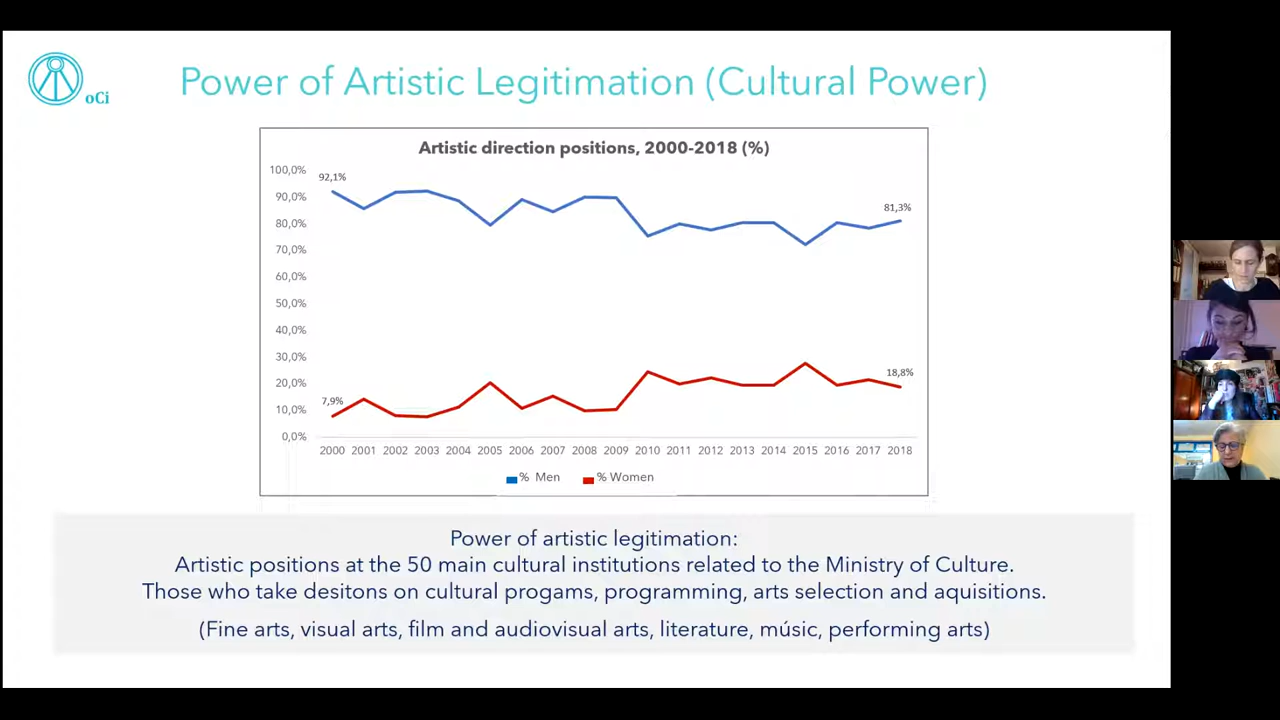 oCi
Power of Artistic Legitimation (Cultural Power)
Artistic direction positions, 2000-2018 (%)
100,0%
92,1%
90,0%
81,3%
80,0%
70,0%
60,0%
50,0%
40,0%
30,0%
18,8%
20,0%
7,9%
10,0%
0,0%
2000 2001 2002 2003 2004 2005 2006 2007 2008 2009 2010 2011 2012 2013 2014 2015 2016 2017 2018
% Men % Women
Power of artistic legitimation:
Artistic positions at the 50 main cultural institutions related to the Ministry of Culture.
Those who take desitons on cultural progams, programming, arts selection and aquisitions.
(Fine arts, visual arts, film and audiovisual arts, literature, músic, performing arts)